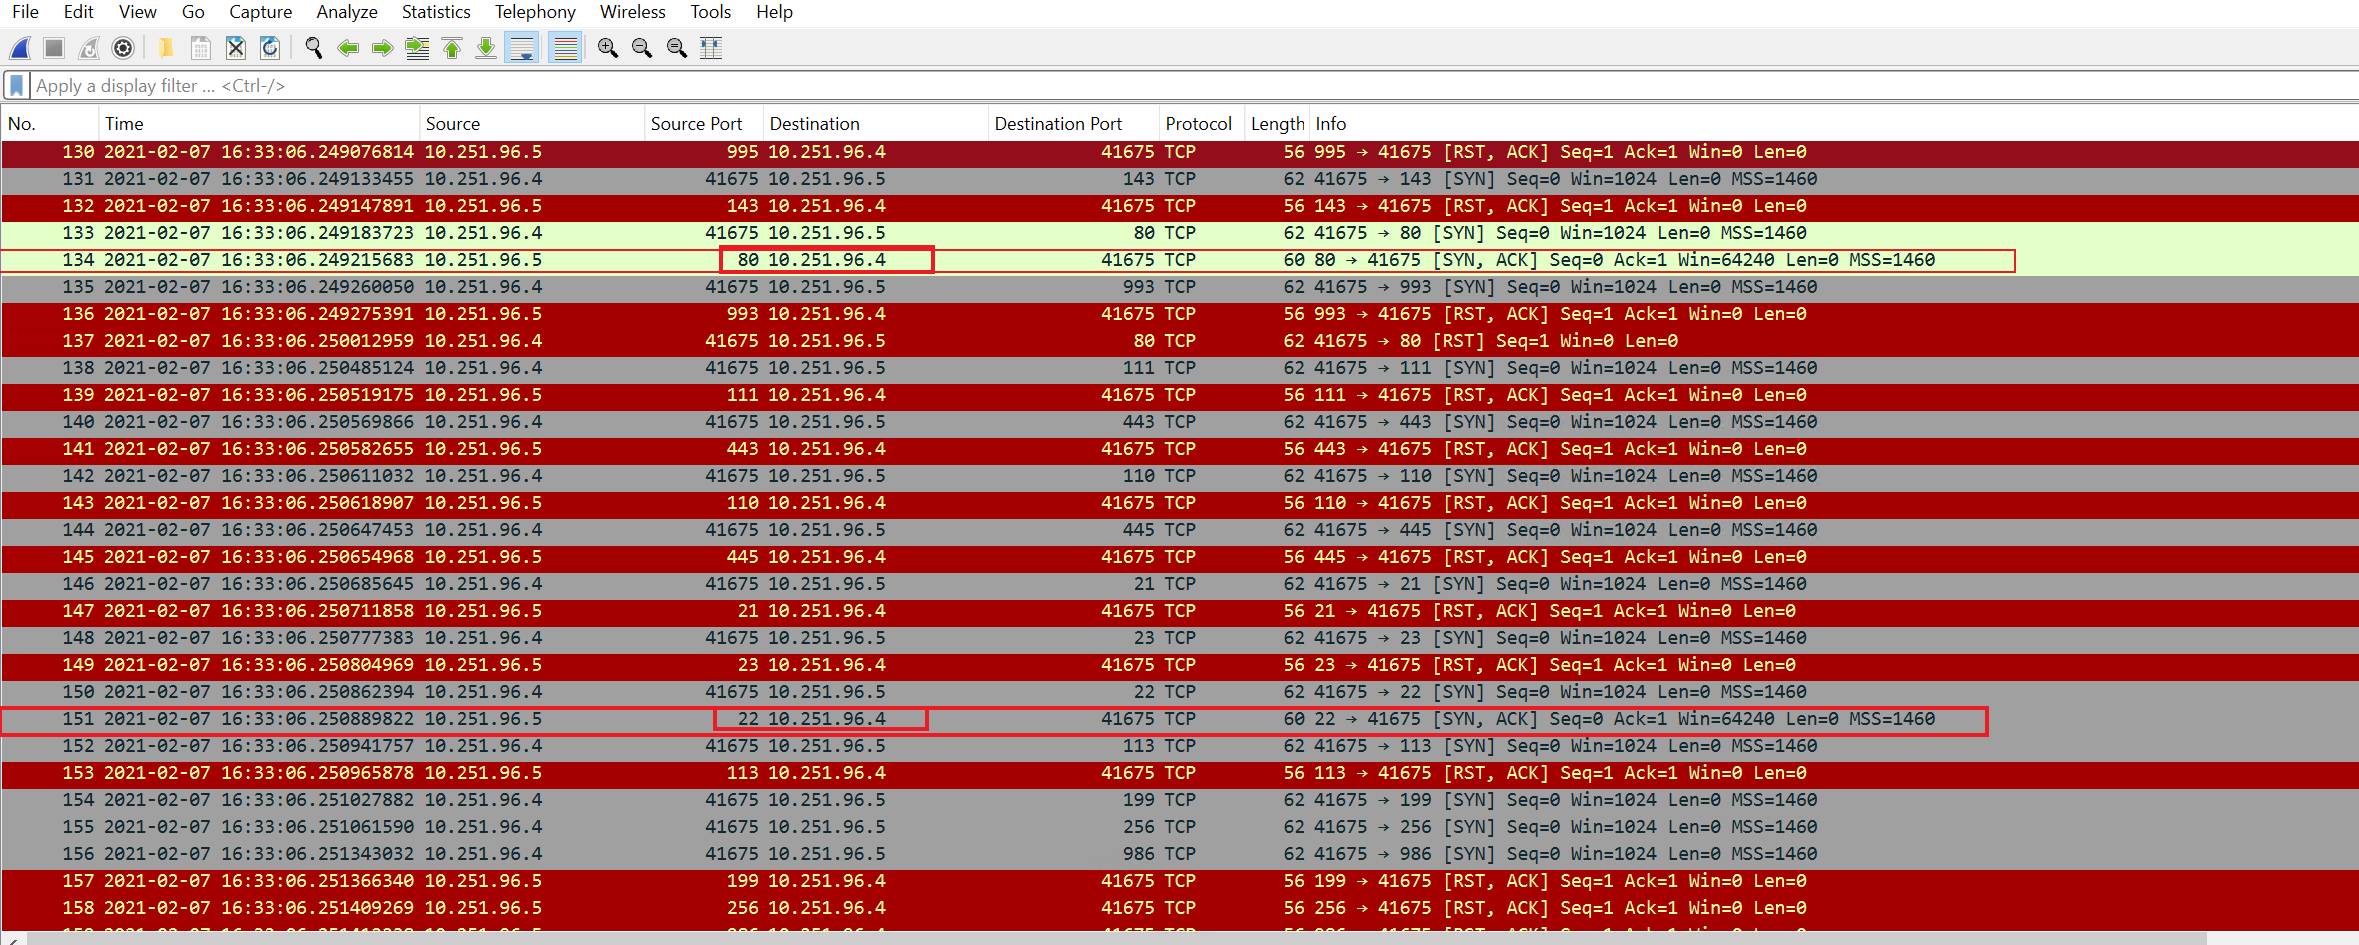 File Edit View Go Capture Analyze Statistics Telephony Wireless Tools Help
Apply a display filter ... <Ctrl-/>
No. Time Source Source Port Destination Destination Port Protocol Length Info
130 2021-02-07 16:33:06.249076814 10.251.96.5 995 10.251.96.4 41675 TCP 56 995 → 41675 [RST, ACK] Seq=1 Ack=1 Win=0 Len=0
131 2021-02-07 16:33:06.249133455 10.251.96.4 41675 10.251.96.5 143 TCP 62 41675 → 143 [SYN] Seq=0 Win=1024 Len=0 MSS=1460
132 2021-02-07 16:33:06.249147891 10.251.96.5 143 10.251.96.4 41675 TCP 56 143 → 41675 [RST, ACK] Seq=1 Ack=1 Win=0 Len=0
133 2021-02-07 16:33:06.249183723 10.251.96.4 41675 10.251.96.5 80 TCP 62 41675 → 80 [SYN] Seq=0 Win=1024 Len=0 MSS=1460
134 2021-02-07 16:33:06.249215683 10.251.96.5 80 10.251.96.4 41675 TCP 60 80 → 41675 [SYN, ACK] Seq=0 Ack=1 Win=64240 Len=0 MSS=1460
135 2021-02-07 16:33:06.249260050 10.251.96.4 41675 10.251.96.5 993 TCP 62 41675 → 993 [SYN] Seq=0 Win=1024 Len=0 MSS=1460
136 2021-02-07 16:33:06.249275391 10.251.96.5 993 10.251.96.4 41675 TCP 56 993 → 41675 [RST, ACK] Seq=1 Ack=1 Win=0 Len=0
137 2021-02-07 16:33:06.250012959 10.251.96.4 41675 10.251.96.5 80 TCP 62 41675 → 80 [RST] Seq=1 Win=0 Len=0
138 2021-02-07 16:33:06.250485124 10.251.96.4 41675 10.251.96.5 111 TCP 62 41675 → 111 [SYN] Seq=0 Win=1024 Len=0 MSS=1460
139 2021-02-07 16:33:06.250519175 10.251.96.5 111 10.251.96.4 41675 TCP 56 111 → 41675 [RST, ACK] Seq=1 Ack=1 Win=0 Len=0
140 2021-02-07 16:33:06.250569866 10.251.96.4 41675 10.251.96.5 443 TCP 62 41675 → 443 [SYN] Seq=0 Win=1024 Len=0 MSS=1460
141 2021-02-07 16:33:06.250582655 10.251.96.5 443 10.251.96.4 41675 TCP 56 443 → 41675 [RST, ACK] Seq=1 Ack=1 Win=0 Len=0
142 2021-02-07 16:33:06.250611032 10.251.96.4 41675 10.251.96.5 110 TCP 62 41675 → 110 [SYN] Seq=0 Win=1024 Len=0 MSS=1460
143 2021-02-07 16:33:06.250618907 10.251.96.5 110 10.251.96.4 41675 TCP 56 110 → 41675 [RST, ACK] Seq=1 Ack=1 Win=0 Len=0
144 2021-02-07 16:33:06.250647453 10.251.96.4 41675 10.251.96.5 445 TCP 62 41675 → 445 [SYN] Seq=0 Win=1024 Len=0 MSS=1460
145 2021-02-07 16:33:06.250654968 10.251.96.5 445 10.251.96.4 41675 TCP 56 445 → 41675 [RST, ACK] Seq=1 Ack=1 Win=0 Len=0
146 2021-02-07 16:33:06.250685645 10.251.96.4 41675 10.251.96.5 21 TCP 62 41675 → 21 [SYN] Seq=0 Win=1024 Len=0 MSS=1460
147 2021-02-07 16:33:06.250711858 10.251.96.5 21 10.251.96.4 41675 TCP 56 21 → 41675 [RST, ACK] Seq=1 Ack=1 Win=0 Len=0
148 2021-02-07 16:33:06.250777383 10.251.96.4 41675 10.251.96.5 23 TCP 62 41675 → 23 [SYN] Seq=0 Win=1024 Len=0 MSS=1460
149 2021-02-07 16:33:06.250804969 10.251.96.5 23 10.251.96.4 41675 TCP 56 23 → 41675 [RST, ACK] Seq=1 Ack=1 Win=0 Len=0
150 2021-02-07 16:33:06.250862394 10.251.96.4 41675 10.251.96.5 22 TCP 62 41675 → 22 [SYN] Seq=0 Win=1024 Len=0 MSS=1460
151 2021-02-07 16:33:06.250889822 10.251.96.5 22 10.251.96.4 41675 TCP 60 22 → 41675 [SYN, ACK] Seq=0 Ack=1 Win=64240 Len=0 MSS=1460
152 2021-02-07 16:33:06.250941757 10.251.96.4 41675 10.251.96.5 113 TCP 62 41675 → 113 [SYN] Seq=0 Win=1024 Len=0 MSS=1460
153 2021-02-07 16:33:06.250965878 10.251.96.5 113 10.251.96.4 41675 TCP 56 113 → 41675 [RST, ACK] Seq=1 Ack=1 Win=0 Len=0
154 2021-02-07 16:33:06.251027882 10.251.96.4 41675 10.251.96.5 199 TCP 62 41675 → 199 [SYN] Seq=0 Win=1024 Len=0 MSS=1460
155 2021-02-07 16:33:06.251061590 10.251.96.4 41675 10.251.96.5 256 TCP 62 41675 → 256 [SYN] Seq=0 Win=1024 Len=0 MSS=1460
156 2021-02-07 16:33:06.251343032 10.251.96.4 41675 10.251.96.5 986 TCP 62 41675 → 986 [SYN] Seq=0 Win=1024 Len=0 MSS=1460
157 2021-02-07 16:33:06.251366340 10.251.96.5 199 10.251.96.4 41675 TCP 56 199 → 41675 [RST, ACK] Seq=1 Ack=1 Win=0 Len=0
158 2021-02-07 16:33:06.251409269 10.251.96.5 256 10.251.96.4 41675 TCP 56 256 → 41675 [RST, ACK] Seq=1 Ack=1 Win=0 Len=0